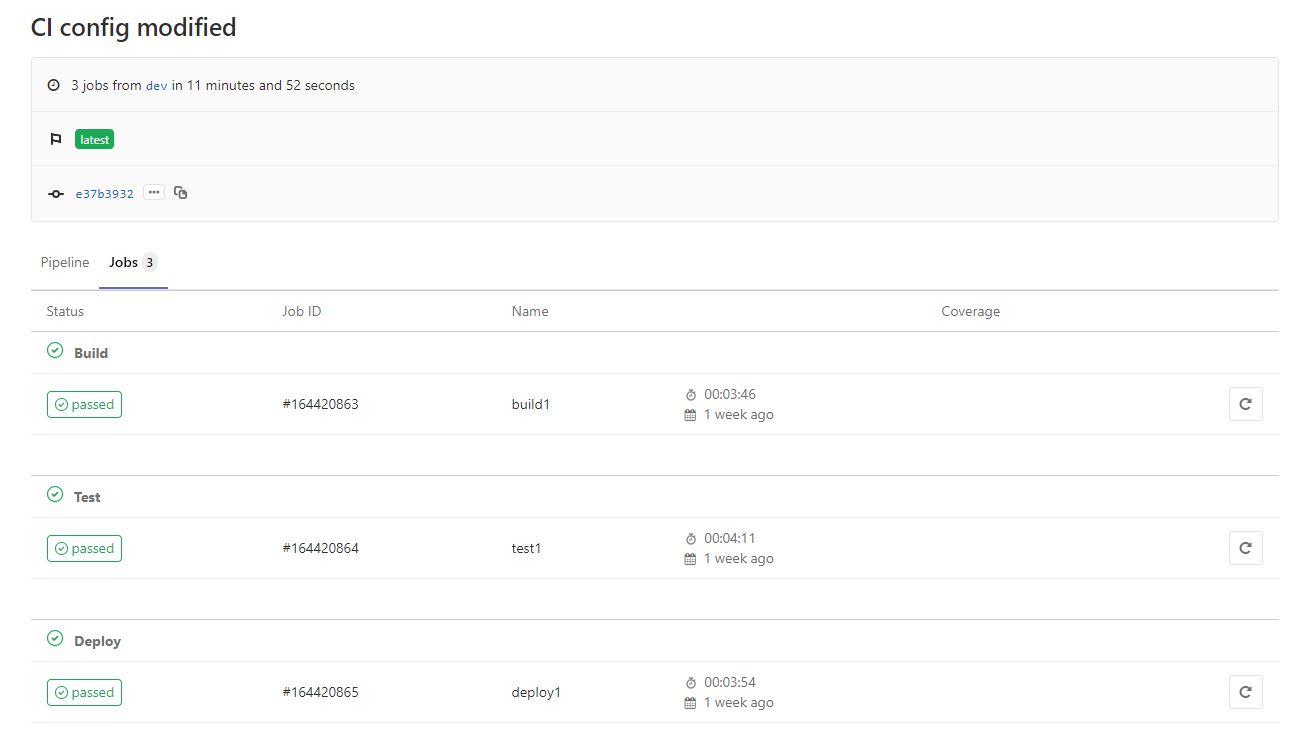 CI config modified
3 jobs from dev in 11 minutes and 52 seconds
latest
e37b3932
Pipeline Jobs 3
Status Job ID Name Coverage
Build
passed #164420863 build1 00:03:46
1 week ago
Test
passed #164420864 test1 00:04:11
1 week ago
Deploy
passed #164420865 deploy1 00:03:54
1 week ago